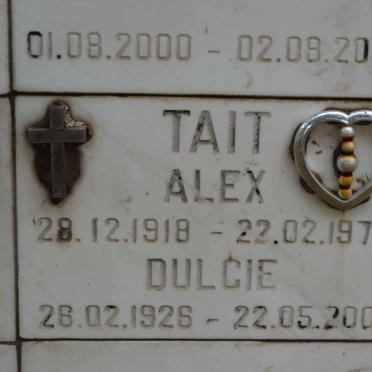 01.08.2000 - 02.08.20
TAIT
ALEX
28.12.1918 - 22.02.197
DULCIE
26.02.1926 - 22.05.200